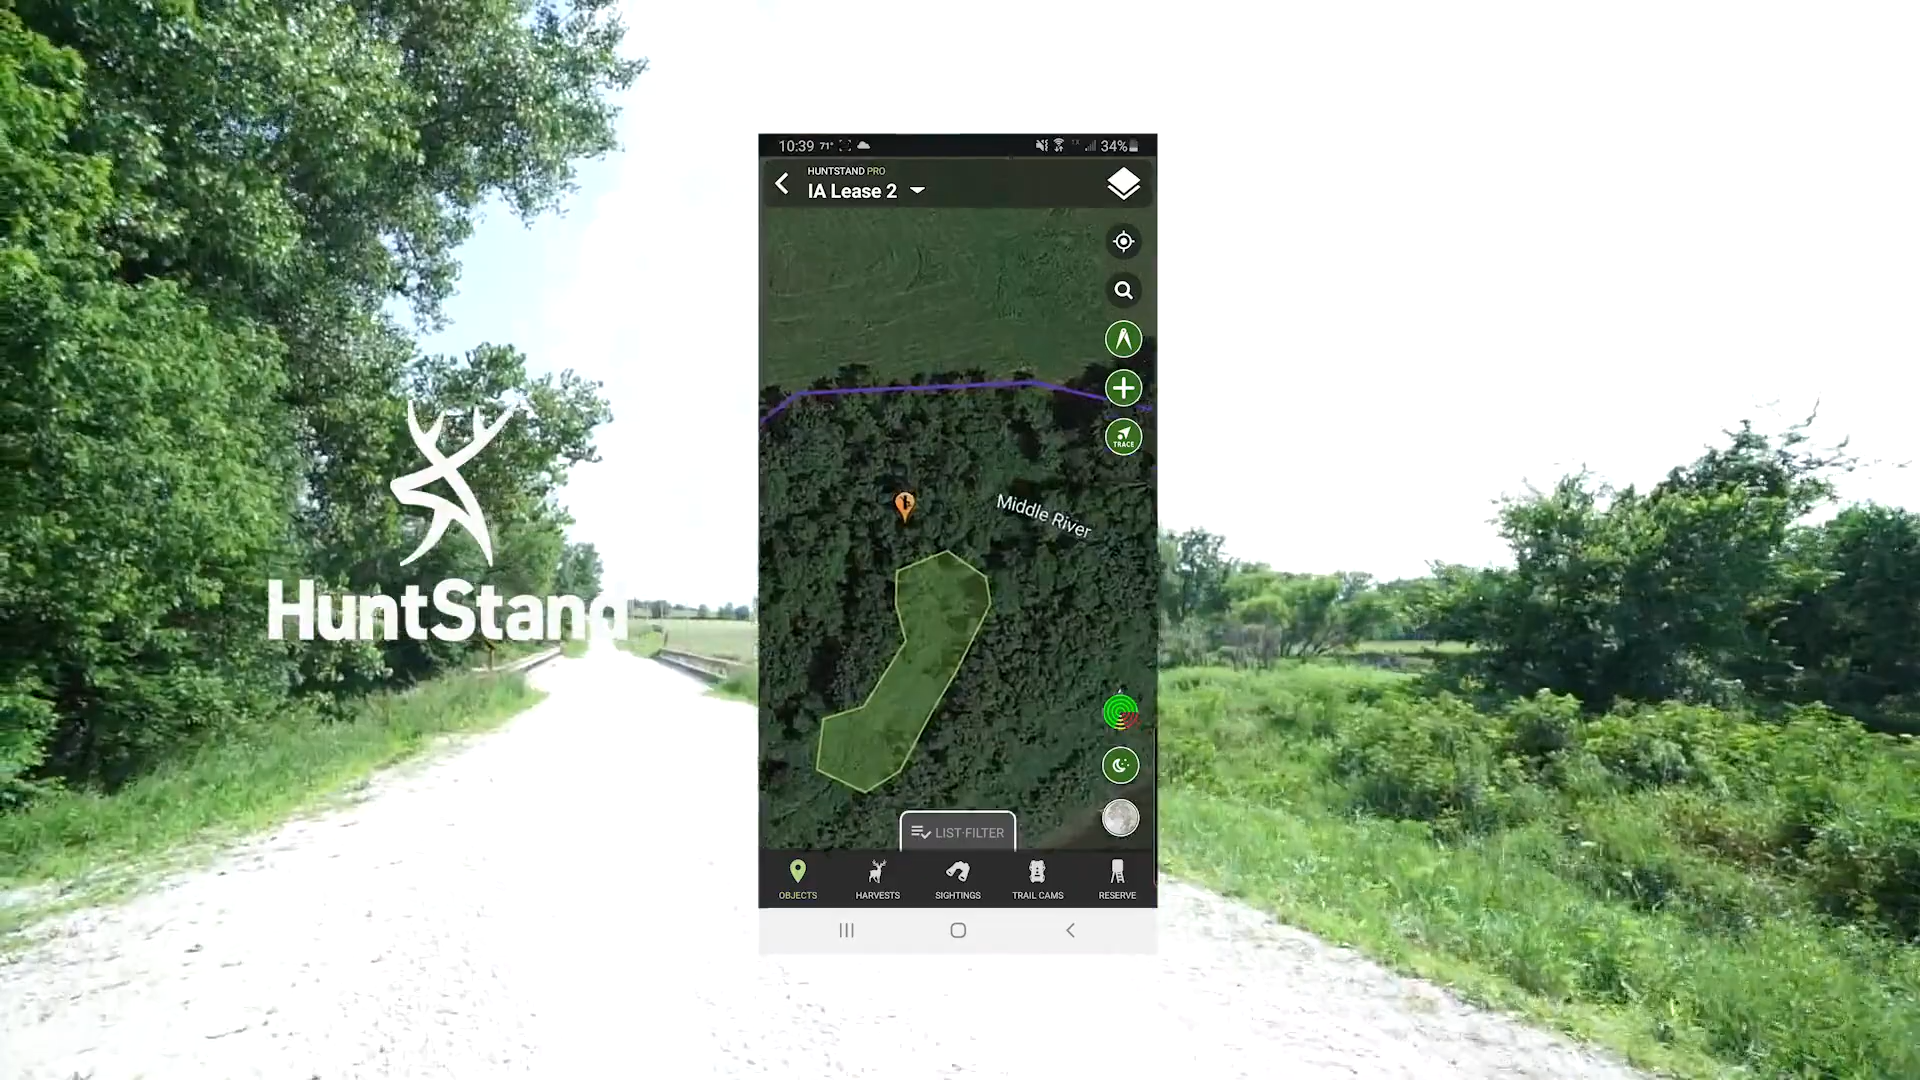 HuntStand
10:39 71° 34%
HUNTSTAND PRO
IA Lease 2
TRACE
Middle River
LIST·FILTER
OBJECTS HARVESTS SIGHTINGS TRAIL CAMS RESERVE